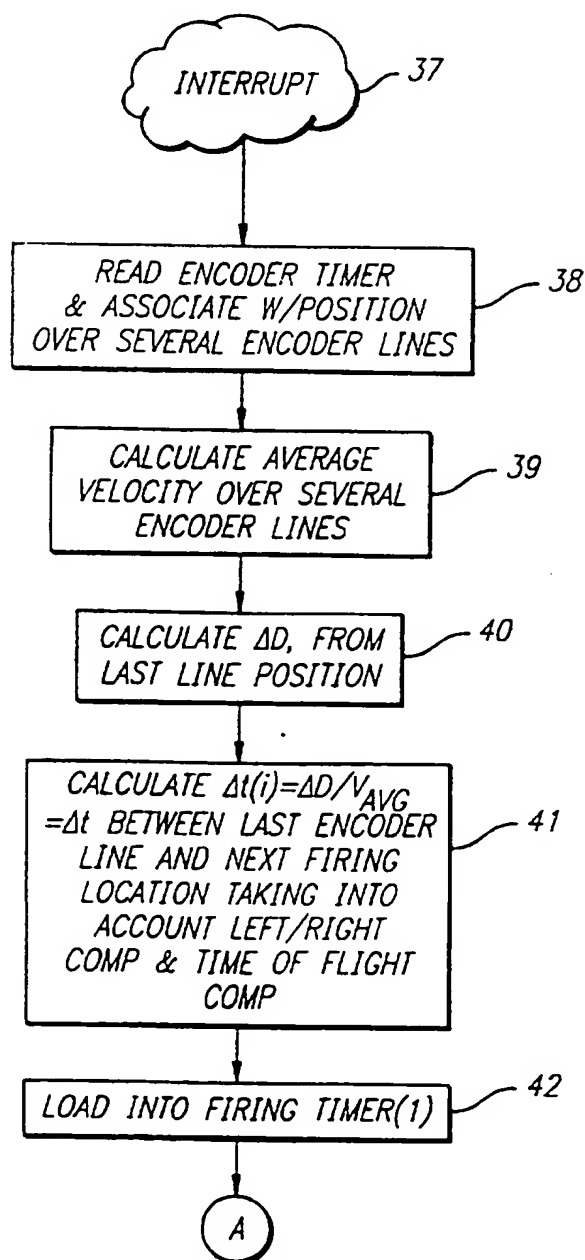 INTERRUPT
37
READ ENCODER TIMER
& ASSOCIATE W/POSITION
OVER SEVERAL ENCODER LINES
38
CALCULATE AVERAGE
VELOCITY OVER SEVERAL
ENCODER LINES
39
CALCULATE ΔD, FROM
LAST LINE POSITION
40
CALCULATE Δt(i)=ΔD/VAVG
=Δt BETWEEN LAST ENCODER
LINE AND NEXT FIRING
LOCATION TAKING INTO
ACCOUNT LEFT/RIGHT
COMP & TIME OF FLIGHT
COMP
41
LOAD INTO FIRING TIMER(1)
42
A